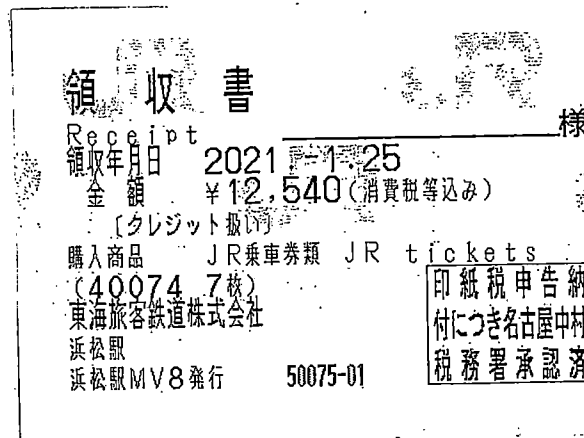 領収書
様
Receipt
領収年月日 2021.-1.25
金額 ¥12,540(消費税等込み)
〔クレジット扱い〕
購入商品 JR乗車券類 JR tickets
(40074 7枚)
東海旅客鉄道株式会社
浜松駅
浜松駅MV8発行 50075-01
印紙税申告納
付につき名古屋中村
税務署承認済